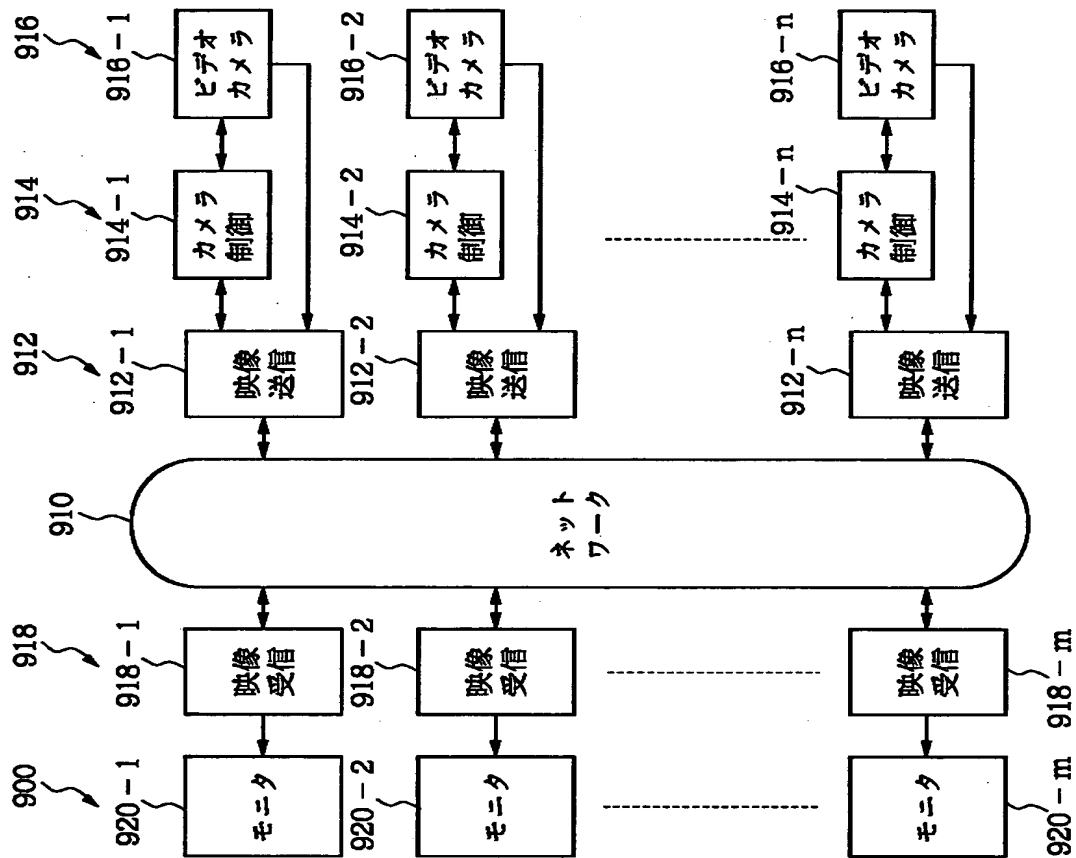 916
916-1
ビデオ
カメラ
916-2
ビデオ
カメラ
916-n
ビデオ
カメラ
914
914-1
カメラ
制御
914-2
カメラ
制御
914-n
カメラ
制御
912
912-1
映像
送信
912-2
映像
送信
912-n
映像
送信
910
ネット
ワーク
918
918-1
映像
受信
918-2
映像
受信
918-m
映像
受信
900
920-1
モニタ
920-2
モニタ
920-m
モニタ